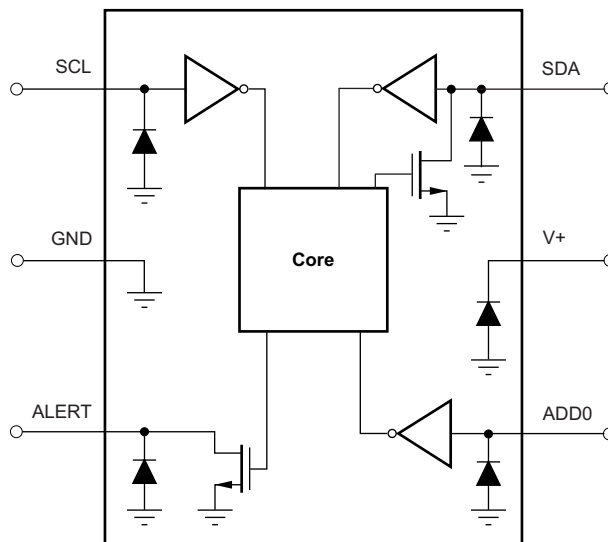 SCL
SDA
GND
Core
V+
ALERT
ADD0